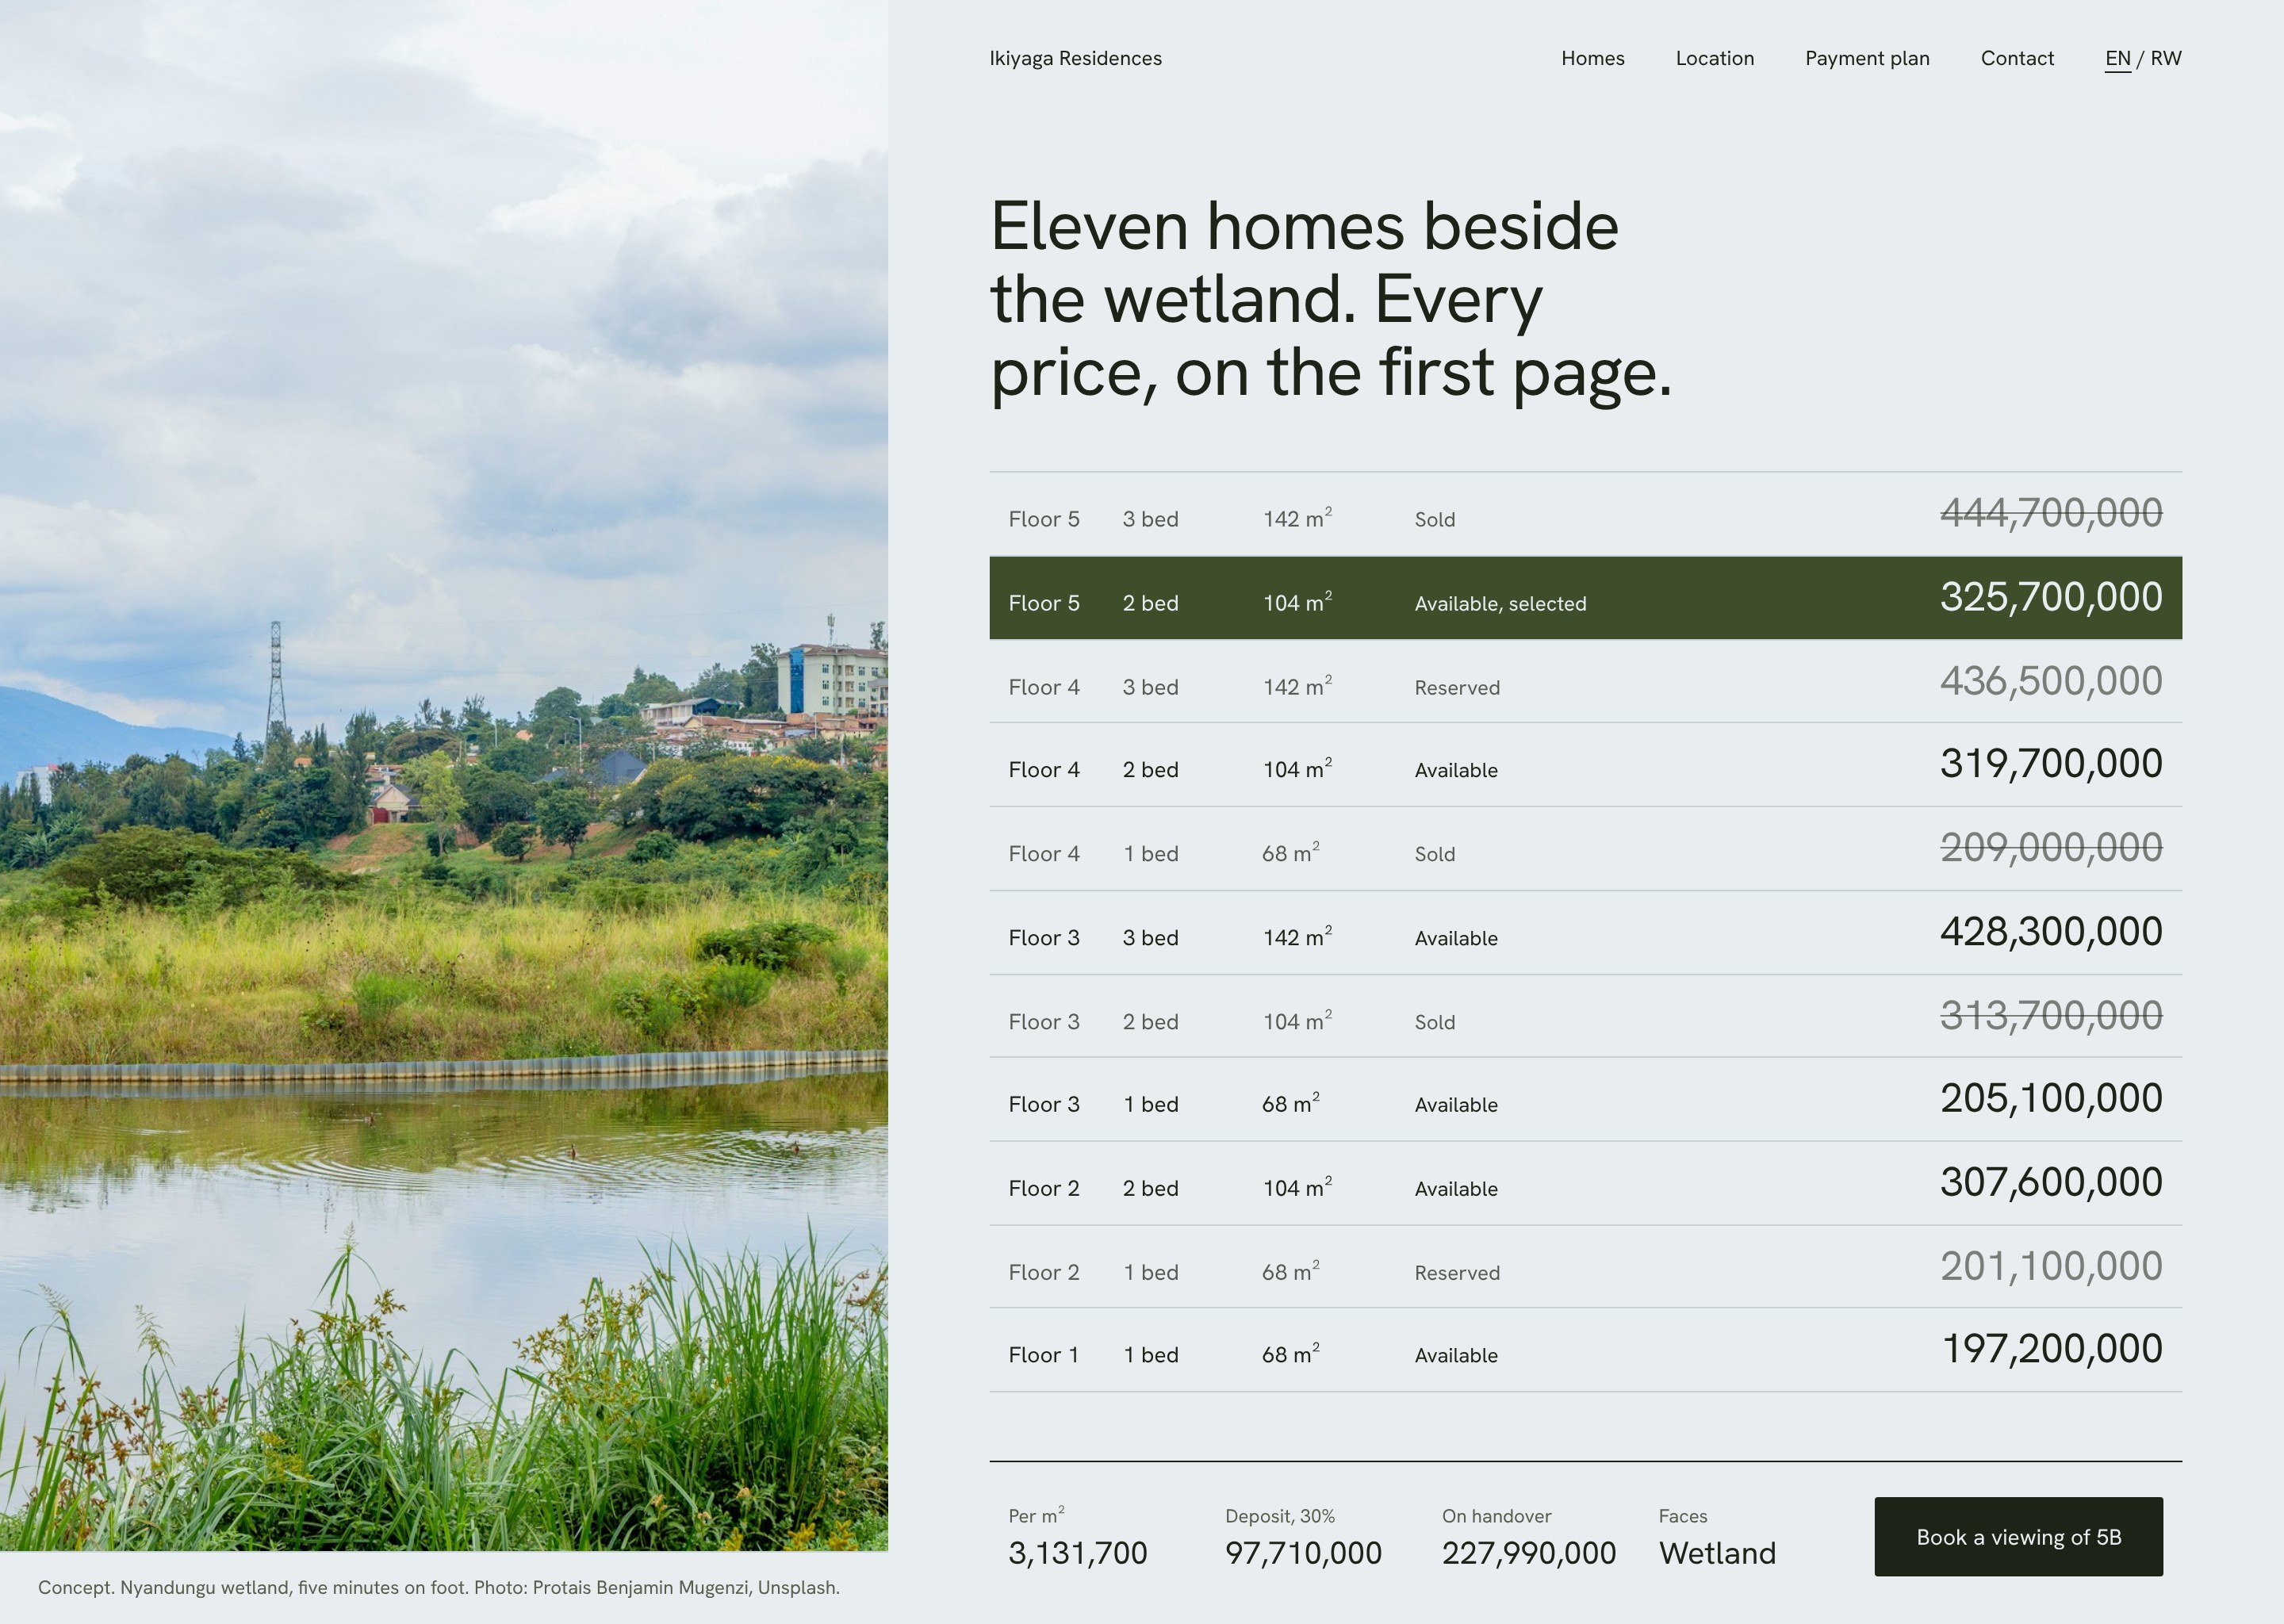 Ikiyaga Residences
Homes
Location
Payment plan
Contact
EN / RW
Eleven homes beside
the wetland. Every
price, on the first page.
Floor 5 3 bed 142 m² Sold 444,700,000
Floor 5 2 bed 104 m² Available, selected 325,700,000
Floor 4 3 bed 142 m² Reserved 436,500,000
Floor 4 2 bed 104 m² Available 319,700,000
Floor 4 1 bed 68 m² Sold 209,000,000
Floor 3 3 bed 142 m² Available 428,300,000
Floor 3 2 bed 104 m² Sold 313,700,000
Floor 3 1 bed 68 m² Available 205,100,000
Floor 2 2 bed 104 m² Available 307,600,000
Floor 2 1 bed 68 m² Reserved 201,100,000
Floor 1 1 bed 68 m² Available 197,200,000
Per m²
3,131,700
Deposit, 30%
97,710,000
On handover
227,990,000
Faces
Wetland
Book a viewing of 5B
Concept. Nyandungu wetland, five minutes on foot. Photo: Protais Benjamin Mugenzi, Unsplash.